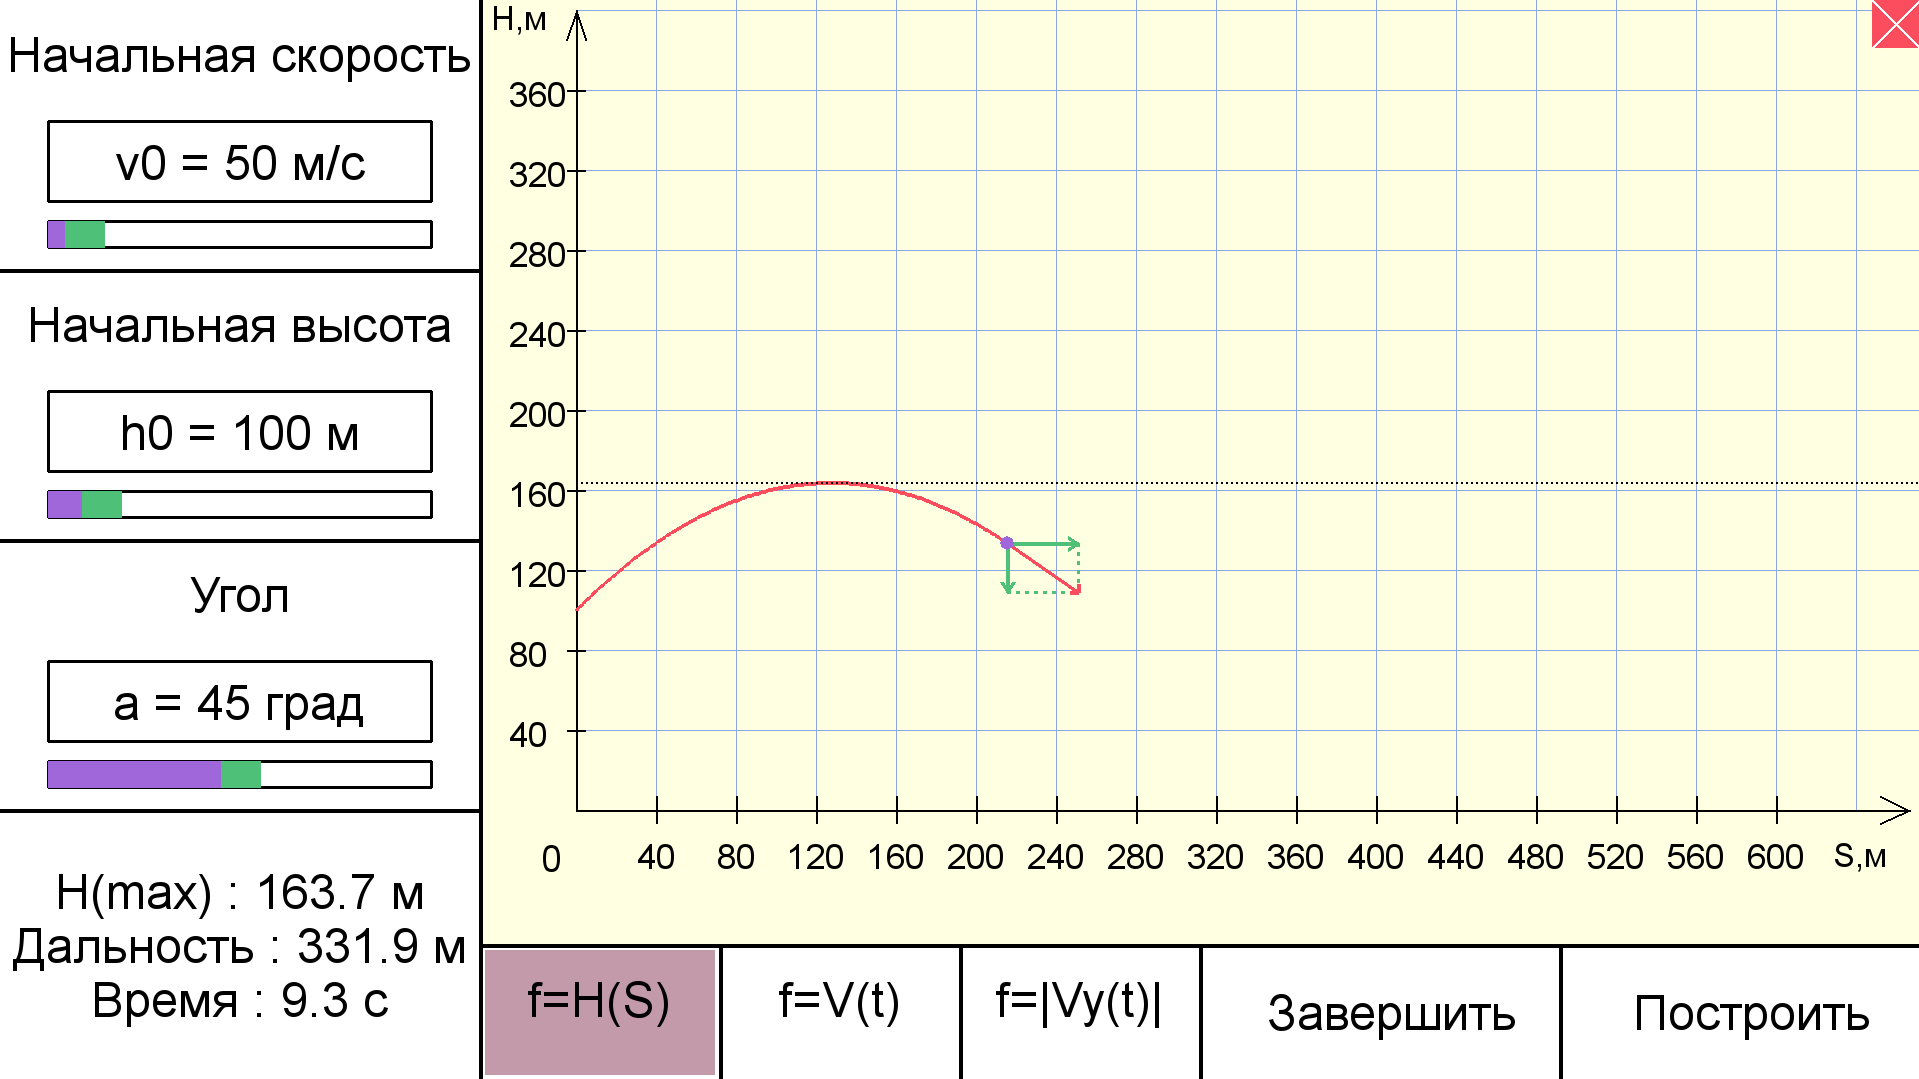 Начальная скорость
v0 = 50 м/с
Начальная высота
h0 = 100 м
Угол
a = 45 град
H(max) : 163.7 м
Дальность : 331.9 м
Время : 9.3 с
H,м
360
320
280
240
200
160
120
80
40
0 40 80 120 160 200 240 280 320 360 400 440 480 520 560 600 S,м
f=H(S) f=V(t) f=|Vy(t)| Завершить Построить